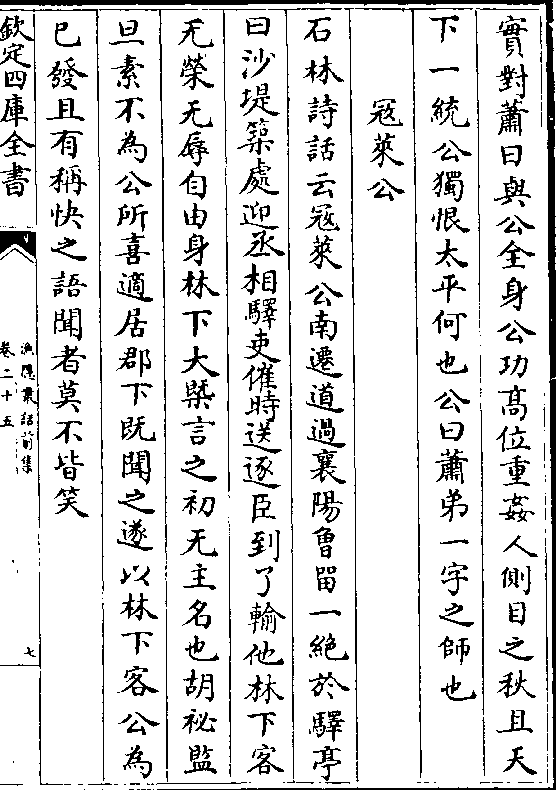 實對蕭曰與公全身公功髙位重姦人側目之秋且天
下一統公獨恨太平何也公曰蕭弟一字之師也
冦萊公
石林詩話云冦萊公南遷道過襄陽曾留一絶於驛亭
曰沙堤築處迎丞相驛吏催時送逐臣到了輸他林下客
无榮无辱自由身林下大槩言之初无主名也胡祕監
旦素不為公所喜適居郡下既聞之遂以林下客公為
已發且有稱快之語聞者莫不皆笑
欽定四庫全書
漁隱叢話前集
卷二十五
七